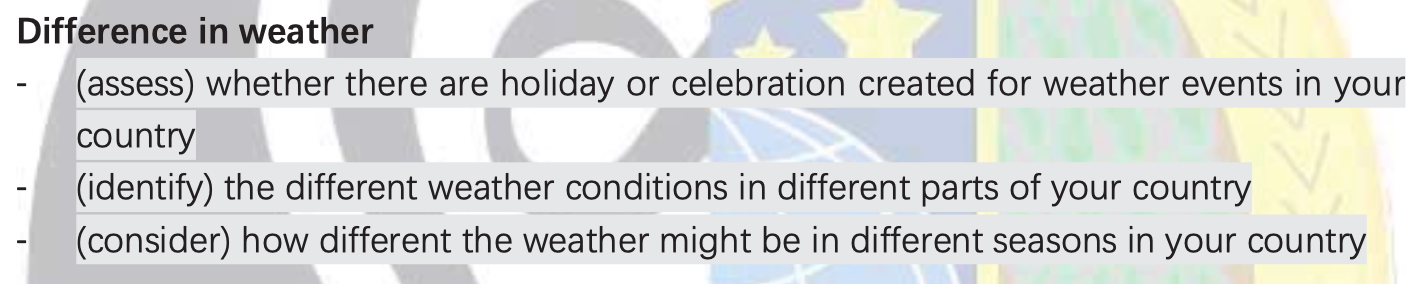 Difference in weather
- (assess) whether there are holiday or celebration created for weather events in your
country
- (identify) the different weather conditions in different parts of your country
- (consider) how different the weather might be in different seasons in your country